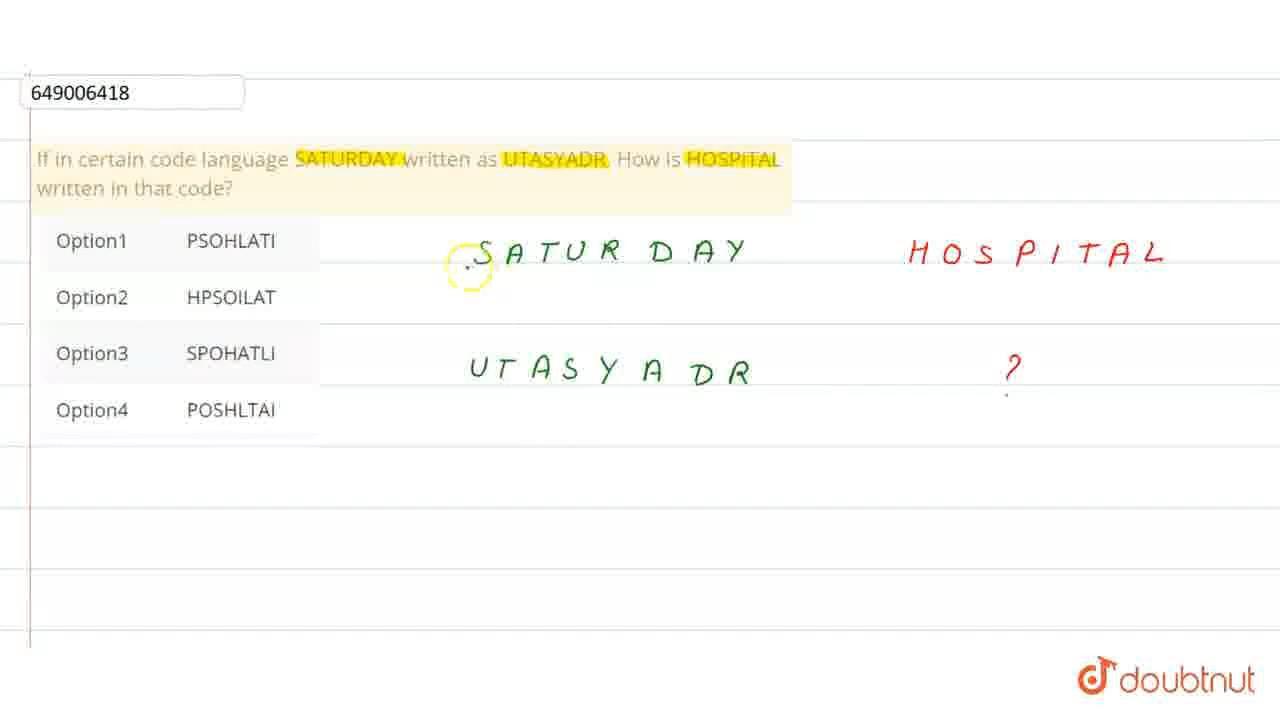 649006418
If in certain code language SATURDAY written as UTASYADR. How is HOSPITAL
written in that code?
Option1 PSOHLATI
Option2 HPSOILAT
Option3 SPOHATLI
Option4 POSHLTAI
S A T U R D A Y
H O S P I T A L
U T A S Y A D R
?
doubtnut